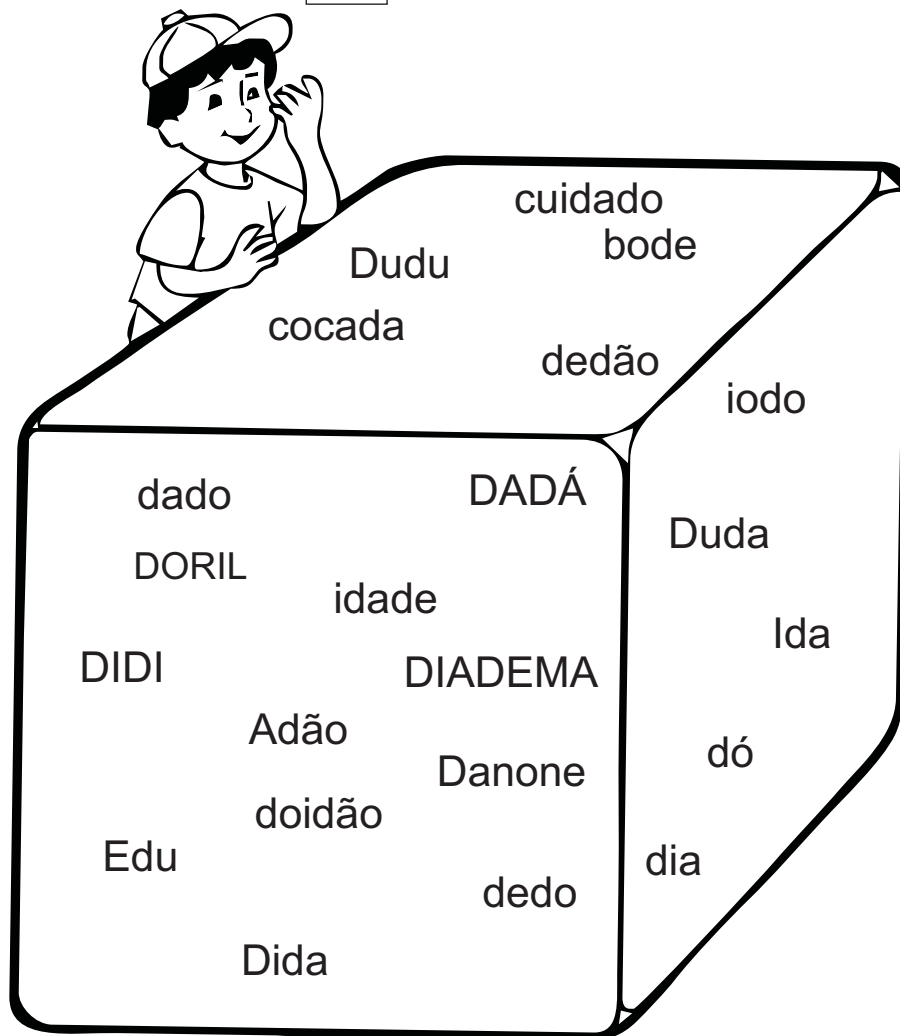 cuidado
bode
Dudu
cocada
dedão
iodo
dado
DADÁ
Duda
DORIL
idade
Ida
DIDI
DIADEMA
Adão
dó
Danone
doidão
Edu
dia
dedo
Dida